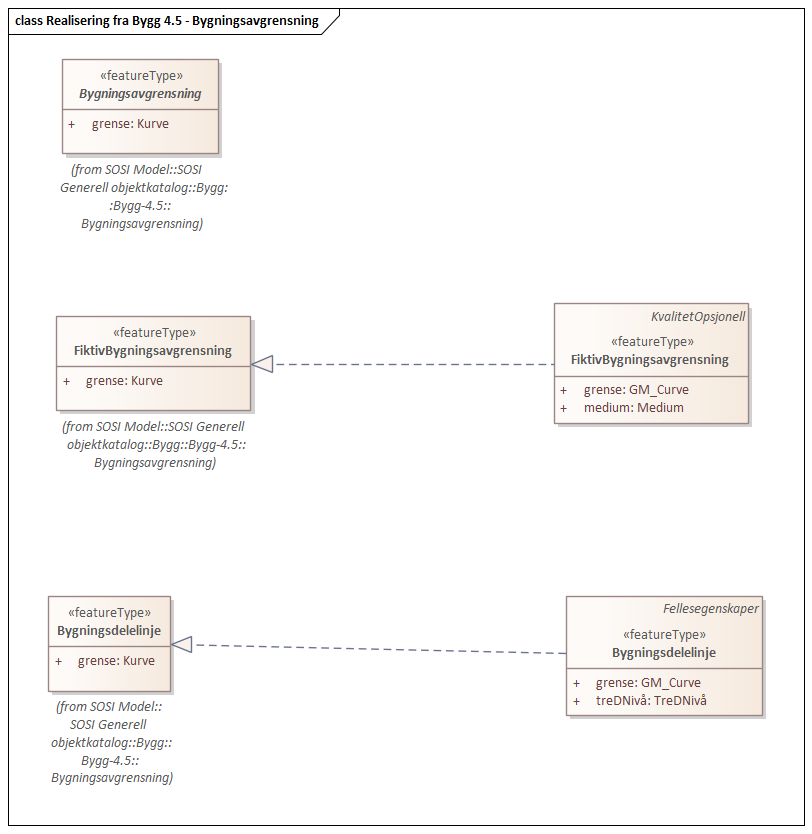 class Realisering fra Bygg 4.5 - Bygningsavgrensning
«featureType»
Bygningsavgrensning
+ grense: Kurve
(from SOSI Model::SOSI
Generell objektkatalog::Bygg:
:Bygg-4.5::
Bygningsavgrensning)
«featureType»
FiktivBygningsavgrensning
+ grense: Kurve
(from SOSI Model::SOSI Generell
objektkatalog::Bygg::Bygg-4.5::
Bygningsavgrensning)
KvalitetOpsjonell
«featureType»
FiktivBygningsavgrensning
+ grense: GM_Curve
+ medium: Medium
«featureType»
Bygningsdelelinje
+ grense: Kurve
(from SOSI Model::
SOSI Generell
objektkatalog::Bygg::
Bygg-4.5::
Bygningsavgrensning)
Fellesegenskaper
«featureType»
Bygningsdelelinje
+ grense: GM_Curve
+ treDNivå: TreDNivå